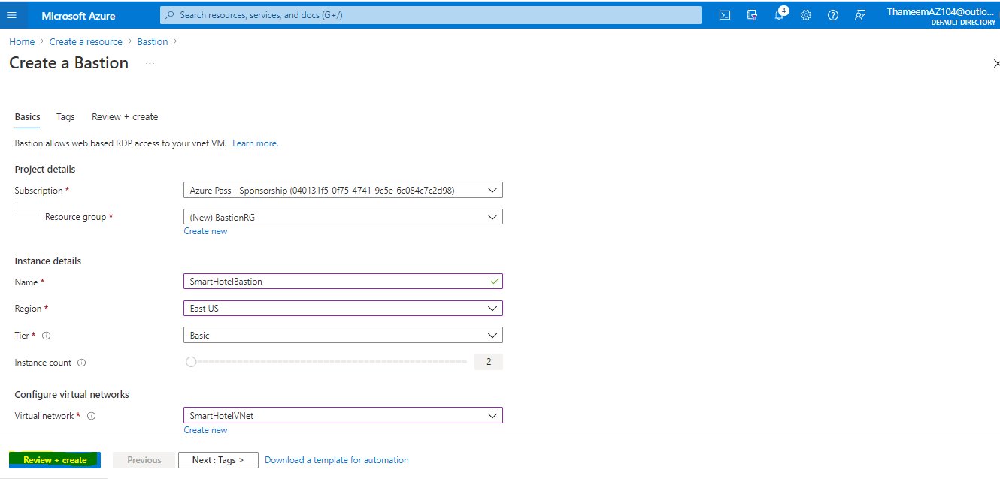 Microsoft Azure
Search resources, services, and docs (G+/)
4
ThameemAZ104@outlo...
DEFAULT DIRECTORY
Home > Create a resource > Bastion >
Create a Bastion ...
Basics Tags Review + create
Bastion allows web based RDP access to your vnet VM. Learn more.
Project details
Subscription * Azure Pass - Sponsorship (040131f5-0f75-4741-9c5e-6c084c7c2d98)
Resource group * (New) BastionRG
Create new
Instance details
Name * SmartHotelBastion
Region * East US
Tier * Basic
Instance count 2
Configure virtual networks
Virtual network * SmartHotelVNet
Create new
Review + create Previous Next : Tags > Download a template for automation